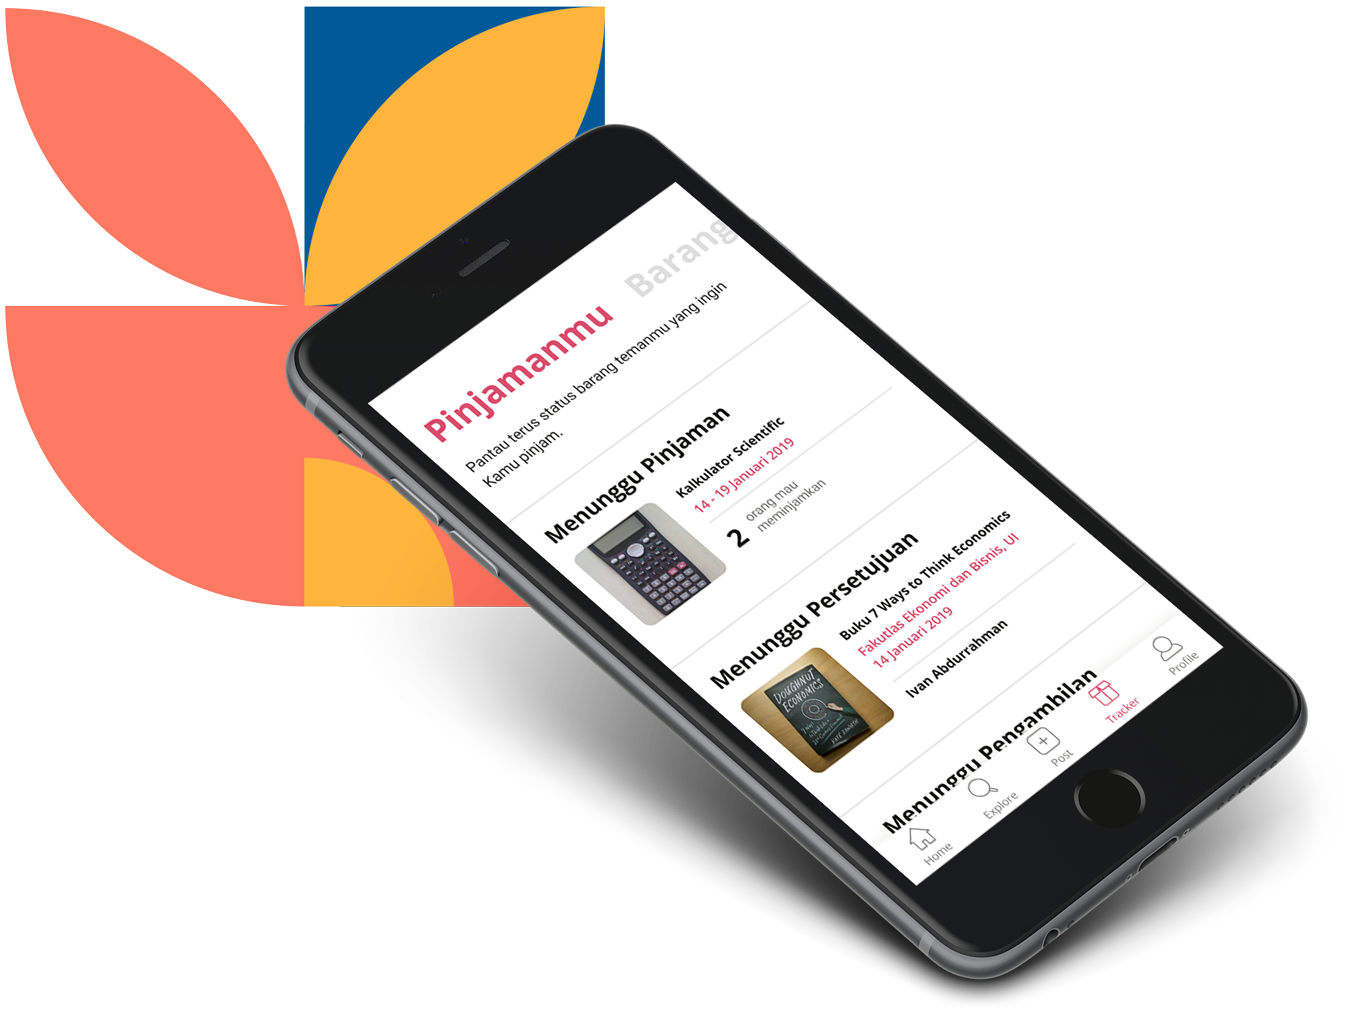 Pinjamanmu Barang
Pantau terus status barang temanmu yang ingin
Kamu pinjam.
Menunggu Pinjaman
Kalkulator Scientific
14 - 19 Januari 2019
2
orang mau
meminjamkan
Menunggu Persetujuan
Buku 7 Ways to Think Economics
Fakutlas Ekonomi dan Bisnis, UI
14 Januari 2019
Ivan Abdurrahman
DOUGHNUT
ECONOMICS
Menunggu Pengambilan
Home
Explore
Post
Tracker
Profile